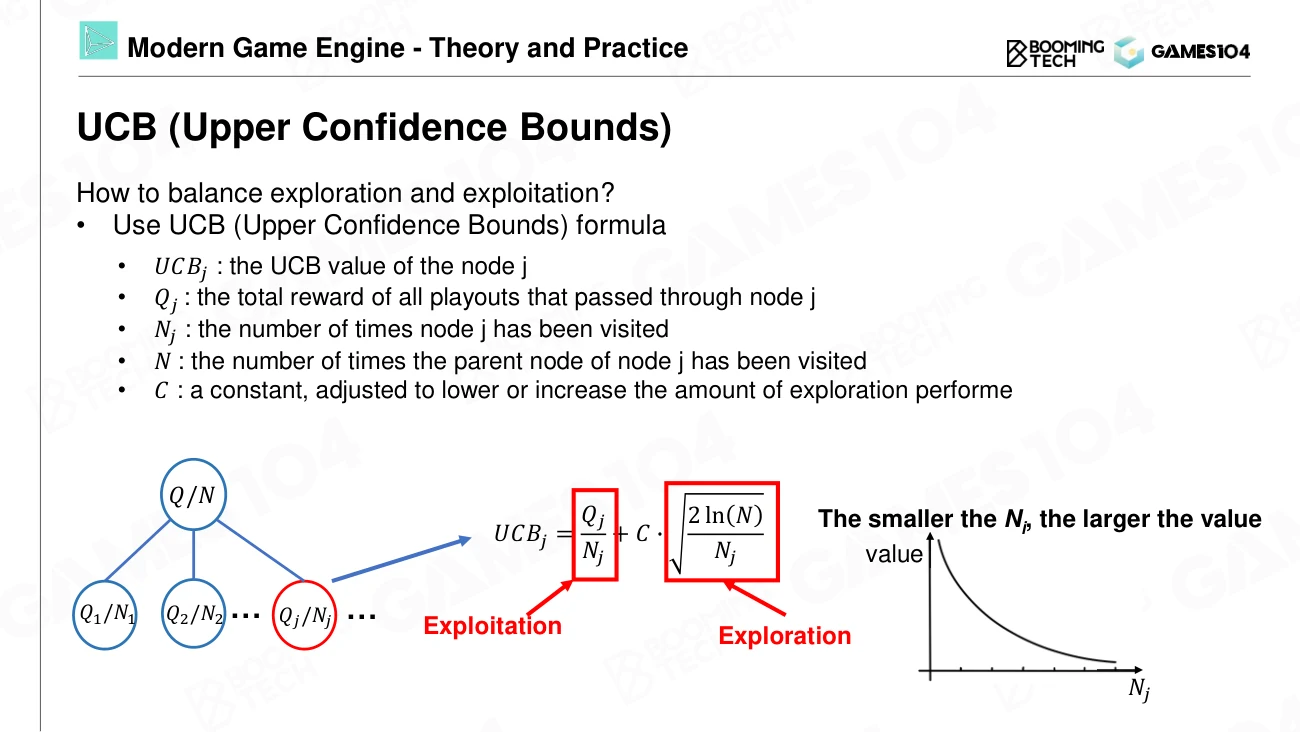 Modern Game Engine - Theory and Practice
BOOMING TECH
GAMES104
UCB (Upper Confidence Bounds)
How to balance exploration and exploitation?
• Use UCB (Upper Confidence Bounds) formula
• UCB_j : the UCB value of the node j
• Q_j : the total reward of all playouts that passed through node j
• N_j : the number of times node j has been visited
• N : the number of times the parent node of node j has been visited
• C : a constant, adjusted to lower or increase the amount of exploration performe
Q/N
Q₁/N₁
Q₂/N₂
...
Q_j/N_j
...
UCB_j = Q_j/N_j + C · √(2 ln(N)/N_j)
Exploitation
Exploration
The smaller the N_j, the larger the value
value
N_j